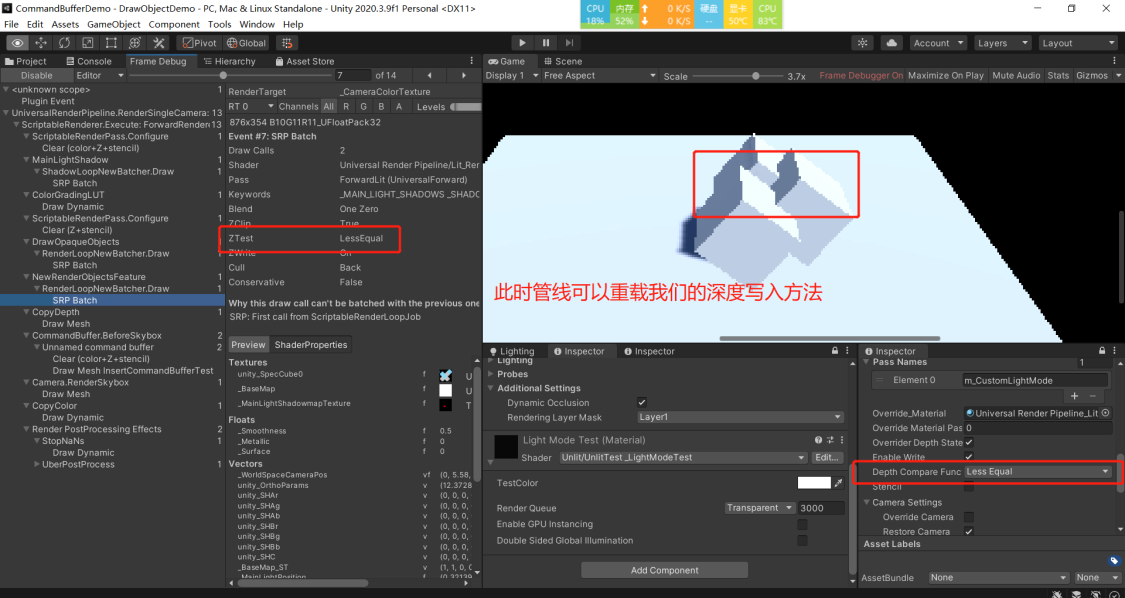 CommandBufferDemo - DrawObjectDemo - PC, Mac & Linux Standalone - Unity 2020.3.9f1 Personal <DX11>
CPU 内存 0 K/S 硬盘 显卡 CPU
18% 52% 0 K/S -- 50℃ 83℃
File Edit Assets GameObject Component Tools Window Help
Pivot Global Account Layers Layout
Project Console Frame Debug Hierarchy Asset Store
Disable Editor 7 of 14
<unknown scope> 1
Plugin Event
UniversalRenderPipeline.RenderSingleCamera: 13
ScriptableRenderer.Execute: ForwardRender 13
ScriptableRenderPass.Configure 1
Clear (color+Z+stencil)
MainLightShadow 1
ShadowLoopNewBatcher.Draw 1
SRP Batch
ColorGradingLUT 1
Draw Dynamic
ScriptableRenderPass.Configure 1
Clear (Z+stencil)
DrawOpaqueObjects
RenderLoopNewBatcher.Draw 1
SRP Batch
NewRenderObjectsFeature 1
RenderLoopNewBatcher.Draw 1
SRP Batch
CopyDepth 1
Draw Mesh
CommandBuffer.BeforeSkybox 2
Unnamed command buffer 2
Clear (color+Z+stencil)
Draw Mesh InsertCommandBufferTest
Camera.RenderSkybox 1
Draw Mesh
CopyColor 1
Draw Dynamic
Render PostProcessing Effects 2
StopNaNs 1
Draw Dynamic
UberPostProcess 1
RenderTarget _CameraColorTexture
RT 0 Channels All R G B A Levels
876x354 B10G11R11_UFloatPack32
Event #7: SRP Batch
Draw Calls 2
Shader Universal Render Pipeline/Lit_Rer
Pass ForwardLit (UniversalForward)
Keywords _MAIN_LIGHT_SHADOWS _SHADO
Blend One Zero
ZClip True
ZTest LessEqual
ZWrite On
Cull Back
Conservative False
Why this draw call can't be batched with the previous one
SRP: First call from ScriptableRenderLoopJob
Preview ShaderProperties
Textures
unity_SpecCube0 f U
_BaseMap f U
_MainLightShadowmapTexture f T
Floats
_Smoothness f 0.5
_Metallic f 0
_Surface f 0
Vectors
_WorldSpaceCameraPos vf (0, 5.58,
unity_OrthoParams v (12.3728
unity_SHAr v (0, 0, 0,
unity_SHAg v (0, 0, 0,
unity_SHAb v (0, 0, 0,
unity_SHBr v (0, 0, 0,
unity_SHBg v (0, 0, 0,
unity_SHBb v (0, 0, 0,
unity_SHC v (0, 0, 0,
_BaseMap_ST v (1, 1, 0, 0
_MainLightPosition f (0.32139
Game Scene
Display 1 Free Aspect Scale 3.7x Frame Debugger On Maximize On Play Mute Audio Stats Gizmos
此时管线可以重载我们的深度写入方法
Lighting Inspector Inspector
Lighting
Probes
Additional Settings
Dynamic Occlusion
Rendering Layer Mask Layer1
Light Mode Test (Material)
Shader Unlit/UnlitTest _LightModeTest Edit...
TestColor
Render Queue Transparent 3000
Enable GPU Instancing
Double Sided Global Illumination
Add Component
Inspector
Pass Names 1
Element 0 m_CustomLightMode
Override_Material Universal Render Pipeline_Lit
Override Material Pas 0
Overrider Depth State
Enable Write
Depth Compare Func Less Equal
Stencil
Camera Settings
Override Camera
Restore Camera
Asset Labels
AssetBundle None None